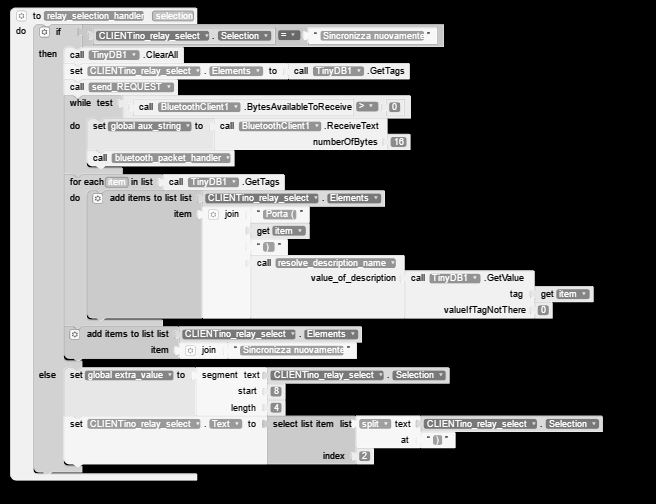 to relay_selection_handler selection
do if CLIENTino_relay_select . Selection = " Sincronizza nuovamente "
then call TinyDB1 .ClearAll
set CLIENTino_relay_select . Elements to call TinyDB1 .GetTags
call send_REQUEST
while test call BluetoothClient1 .BytesAvailableToReceive > 0
do set global aux_string to call BluetoothClient1 .ReceiveText
numberOfBytes 16
call bluetooth_packet_handler
for each item in list call TinyDB1 .GetTags
do add items to list list CLIENTino_relay_select . Elements
item join " Porta ( "
get item
" ) "
call resolve_description_name
value_of_description call TinyDB1 .GetValue
tag get item
valueIfTagNotThere 0
add items to list list CLIENTino_relay_select . Elements
item join " Sincronizza nuovamente "
else set global extra_value to segment text CLIENTino_relay_select . Selection
start 8
length 4
set CLIENTino_relay_select . Text to select list item list split text CLIENTino_relay_select . Selection
at " ) "
index 2